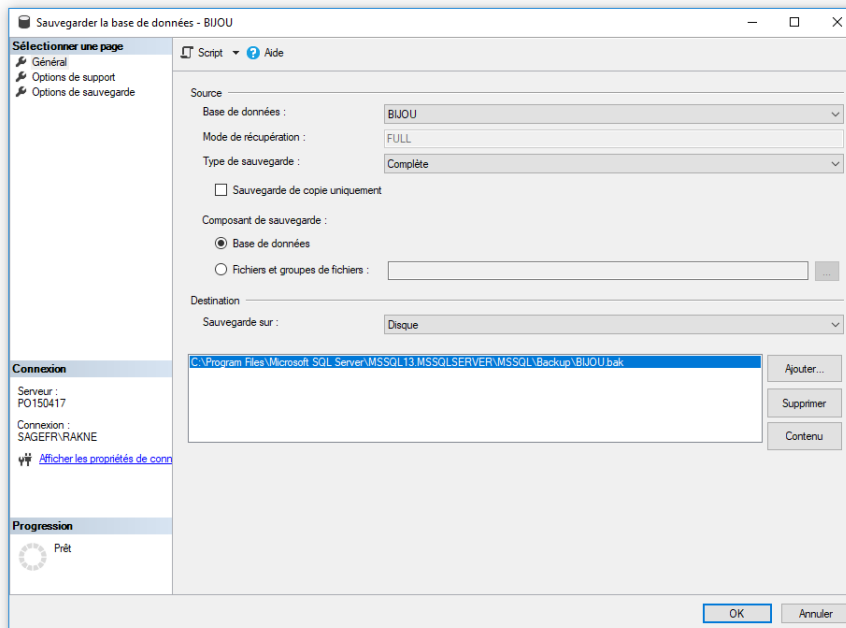 Sauvegarder la base de données - BIJOU
Sélectionner une page
Général
Options de support
Options de sauvegarde
Script
Aide
Source
Base de données :
BIJOU
Mode de récupération :
FULL
Type de sauvegarde :
Complète
Sauvegarde de copie uniquement
Composant de sauvegarde :
Base de données
Fichiers et groupes de fichiers :
...
Destination
Sauvegarde sur :
Disque
C:\Program Files\Microsoft SQL Server\MSSQL13.MSSQLSERVER\MSSQL\Backup\BIJOU.bak
Ajouter...
Supprimer
Contenu
Connexion
Serveur :
PO150417
Connexion :
SAGEFR\RAKNE
Afficher les propriétés de conn
Progression
Prêt
OK
Annuler